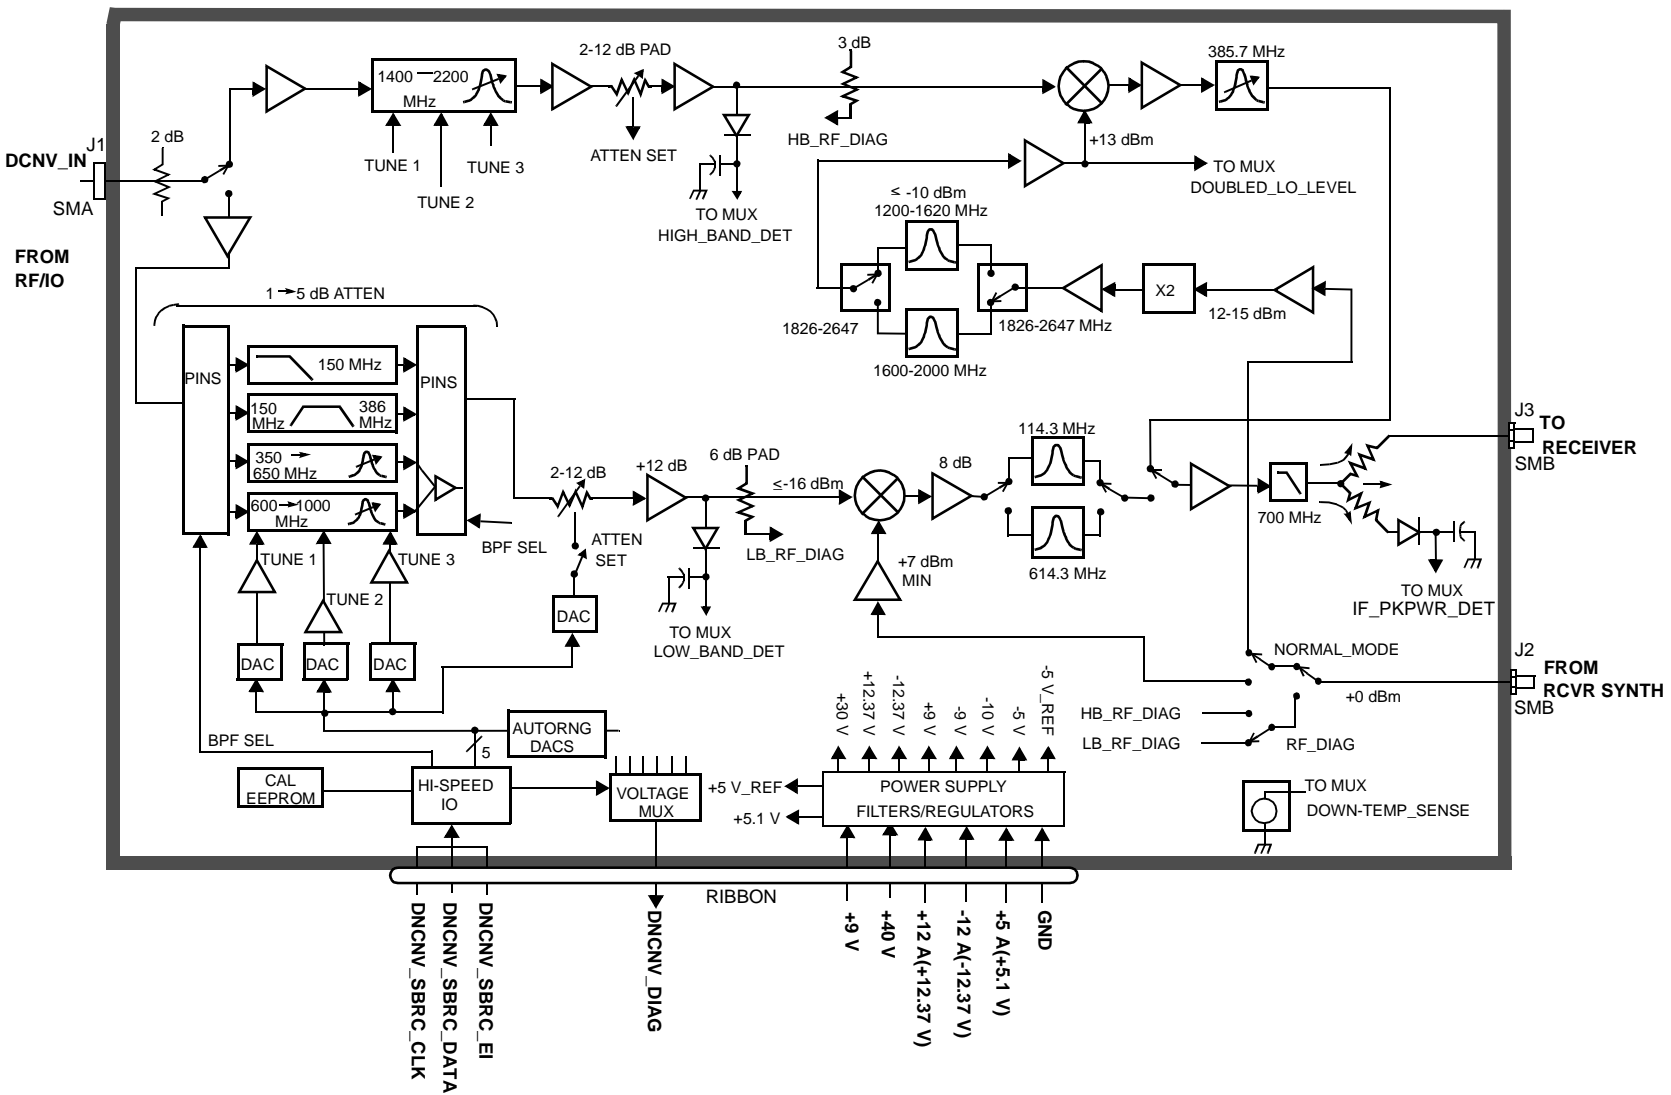 2-12 dB PAD
3 dB
385.7 MHz
1400 2200
MHz
2 dB
J1
DCNV_IN
SMA
FROM
RF/IO
TUNE 1
TUNE 2
TUNE 3
ATTEN SET
HB_RF_DIAG
+13 dBm
TO MUX
DOUBLED_LO_LEVEL
TO MUX
HIGH_BAND_DET
≤ -10 dBm
1200-1620 MHz
X2
12-15 dBm
1826-2647
1826-2647 MHz
1600-2000 MHz
1 5 dB ATTEN
PINS
150 MHz
150
MHz
386
MHz
350
650 MHz
600 1000
MHz
PINS
BPF SEL
2-12 dB
+12 dB
6 dB PAD
≤-16 dBm
8 dB
114.3 MHz
614.3 MHz
700 MHz
J3
TO
RECEIVER
SMB
ATTEN
SET
LB_RF_DIAG
+7 dBm
MIN
TO MUX
IF_PKPWR_DET
TUNE 1
TUNE 2
TUNE 3
DAC
DAC
DAC
DAC
TO MUX
LOW_BAND_DET
NORMAL_MODE
J2
FROM
RCVR SYNTH
SMB
+0 dBm
HB_RF_DIAG
LB_RF_DIAG
RF_DIAG
BPF SEL
5
AUTORNG
DACS
CAL
EEPROM
HI-SPEED
IO
VOLTAGE
MUX
+30 V
+12.37 V
-12.37 V
+9 V
-9 V
-10 V
-5 V
-5 V_REF
+5 V_REF
+5.1 V
POWER SUPPLY
FILTERS/REGULATORS
TO MUX
DOWN-TEMP_SENSE
RIBBON
DNCNV_SBRC_CLK
DNCNV_SBRC_DATA
DNCNV_SBRC_EI
DNCNV_DIAG
+9 V
+40 V
+12 A(+12.37 V)
-12 A(-12.37 V)
+5 A(+5.1 V)
GND